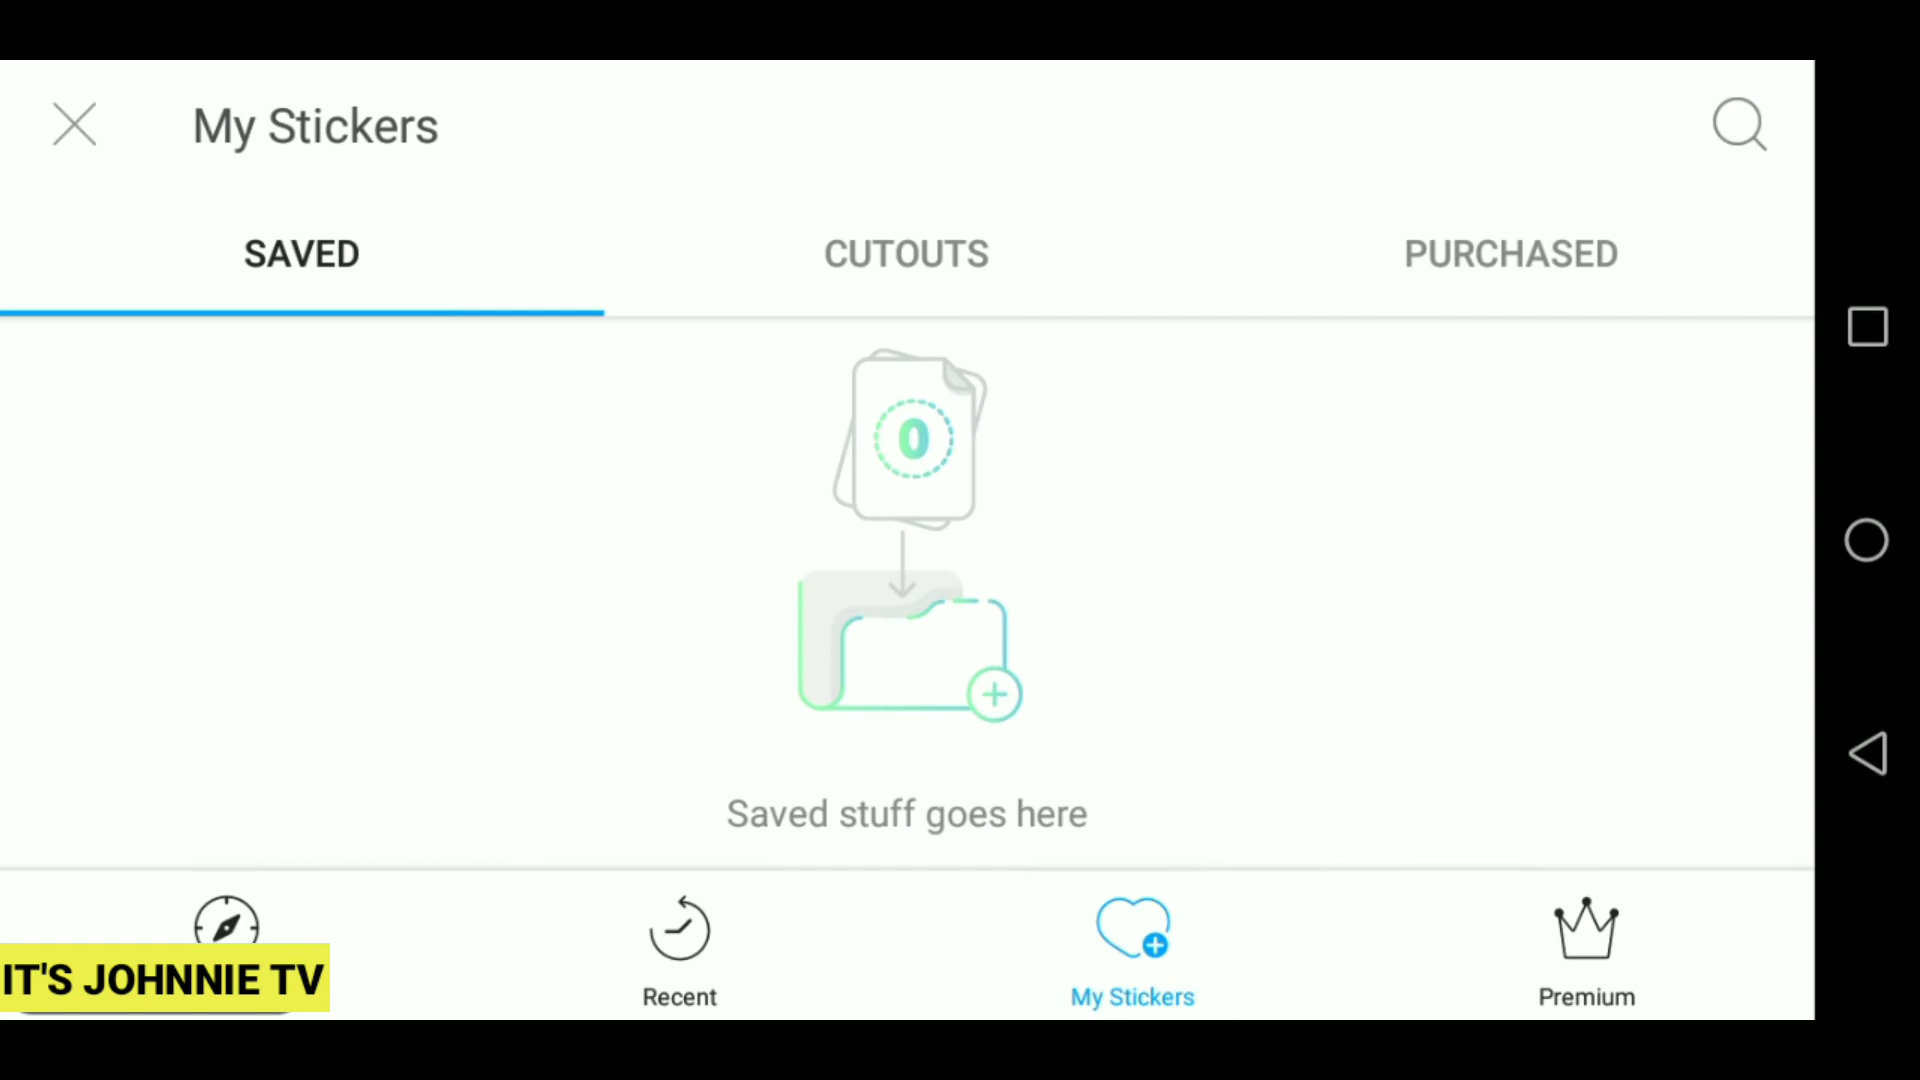 My Stickers
SAVED
CUTOUTS
PURCHASED
0
Saved stuff goes here
IT'S JOHNNIE TV
Recent
My Stickers
Premium